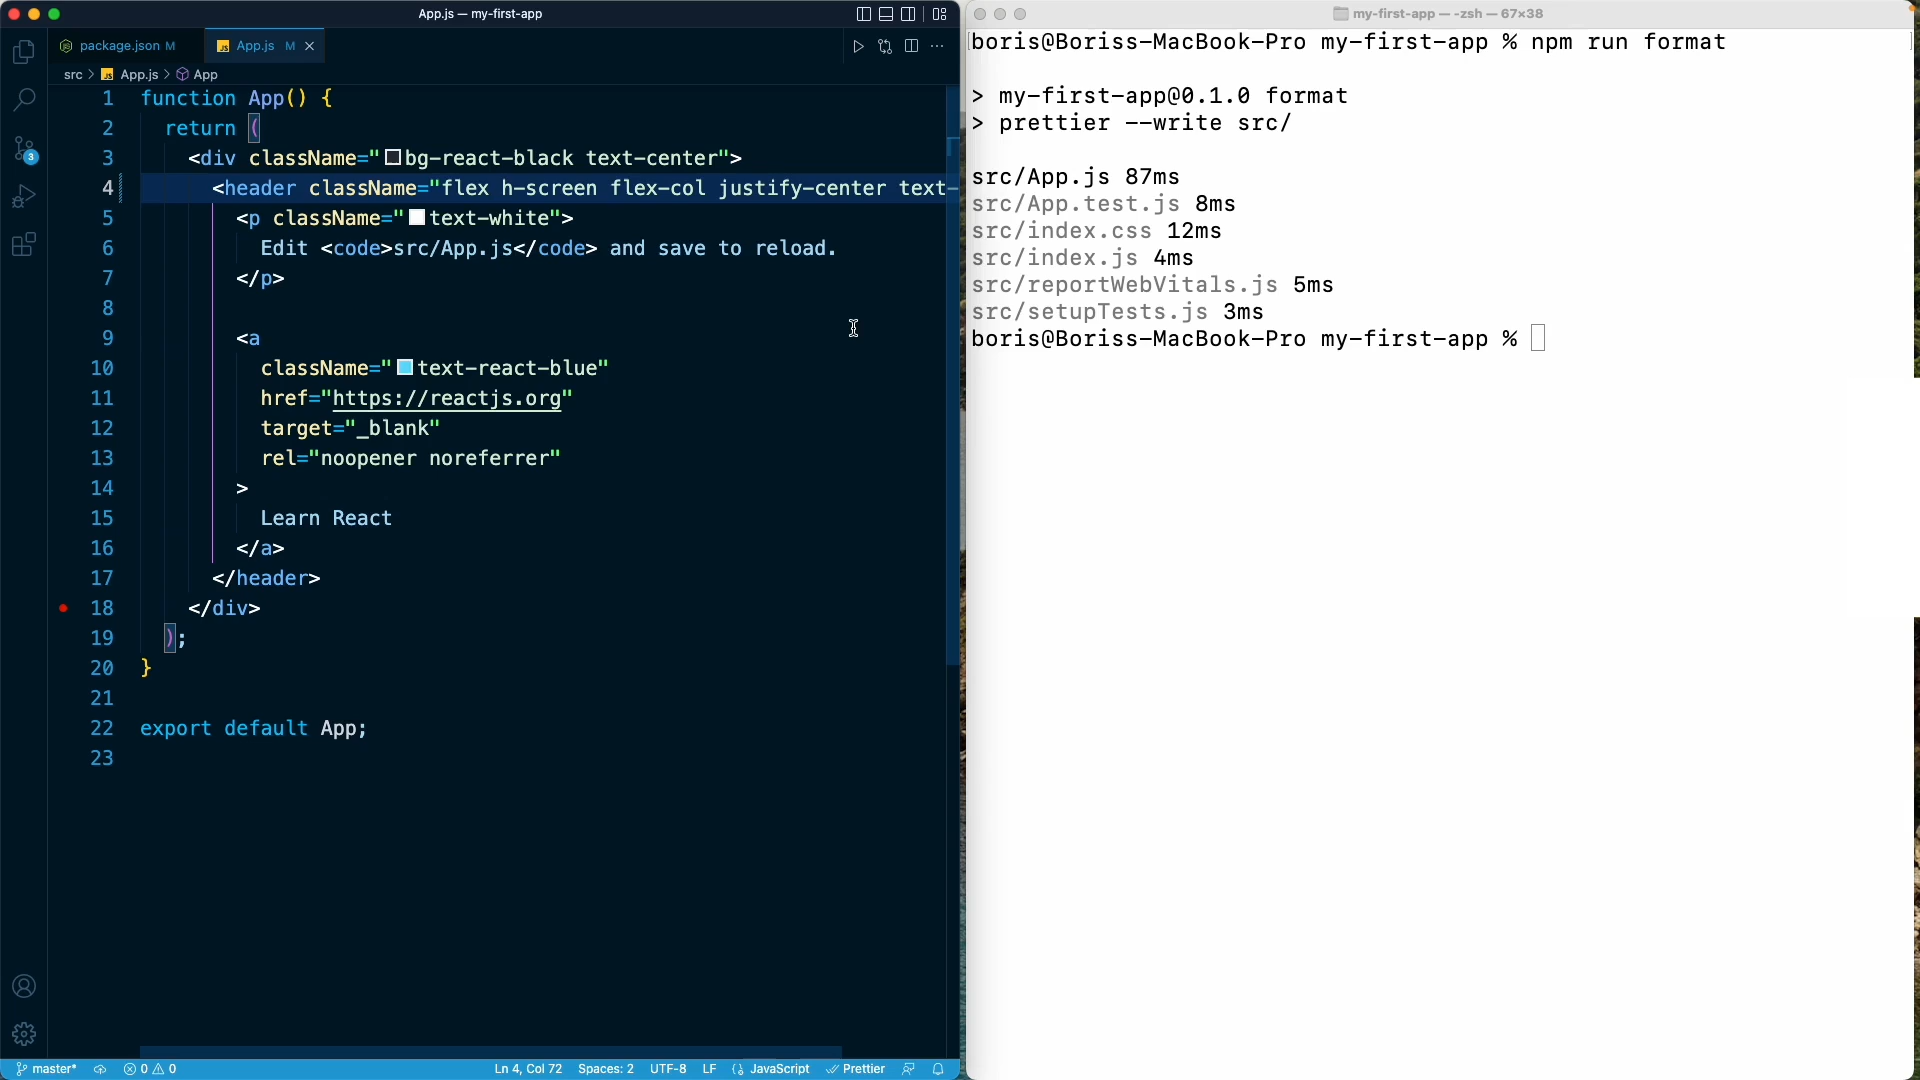 App.js — my-first-app
package.json M
App.js M
src > App.js > App
1 function App() {
2 return (
3 <div className="bg-react-black text-center">
4 <header className="flex h-screen flex-col justify-center text-
5 <p className="text-white">
6 Edit <code>src/App.js</code> and save to reload.
7 </p>
8
9 <a
10 className="text-react-blue"
11 href="https://reactjs.org"
12 target="_blank"
13 rel="noopener noreferrer"
14 >
15 Learn React
16 </a>
17 </header>
18 </div>
19 );
20 }
21
22 export default App;
23
3
master* 0 0 Ln 4, Col 72 Spaces: 2 UTF-8 LF JavaScript Prettier
my-first-app — -zsh — 67×38
boris@Boriss-MacBook-Pro my-first-app % npm run format
> my-first-app@0.1.0 format
> prettier --write src/
src/App.js 87ms
src/App.test.js 8ms
src/index.css 12ms
src/index.js 4ms
src/reportWebVitals.js 5ms
src/setupTests.js 3ms
boris@Boriss-MacBook-Pro my-first-app %